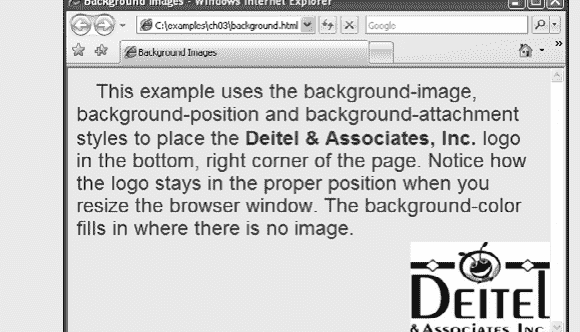 Background Images - Windows Internet Explorer
C:\examples\ch03\background.html
Google
Background Images
This example uses the background-image,
background-position and background-attachment
styles to place the Deitel & Associates, Inc. logo
in the bottom, right corner of the page. Notice how
the logo stays in the proper position when you
resize the browser window. The background-color
fills in where there is no image.
DEITEL
& ASSOCIATES, INC.